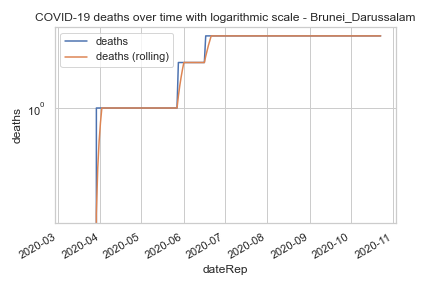 COVID-19 deaths over time with logarithmic scale - Brunei_Darussalam
deaths
deaths (rolling)
10⁰
deaths
2020-03
2020-04
2020-05
2020-06
2020-07
2020-08
2020-09
2020-10
2020-11
dateRep